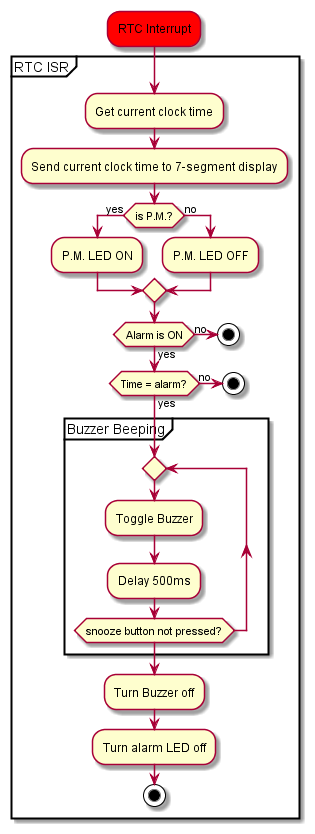 RTC Interrupt
RTC ISR
Get current clock time
Send current clock time to 7-segment display
yes
is P.M.?
no
P.M. LED ON
P.M. LED OFF
Alarm is ON
no
yes
Time = alarm?
no
yes
Buzzer Beeping
Toggle Buzzer
Delay 500ms
snooze button not pressed?
Turn Buzzer off
Turn alarm LED off